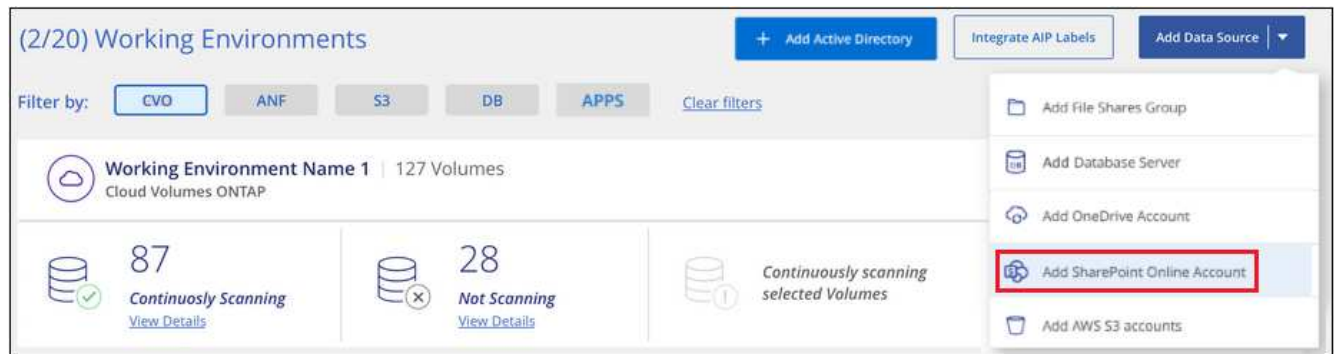 (2/20) Working Environments
+ Add Active Directory
Integrate AIP Labels
Add Data Source
Filter by:
CVO
ANF
S3
DB
APPS
Clear filters
Add File Shares Group
Working Environment Name 1 | 127 Volumes
Cloud Volumes ONTAP
Add Database Server
Add OneDrive Account
87
Continuosly Scanning
View Details
28
Not Scanning
View Details
Continuously scanning
selected Volumes
Add SharePoint Online Account
Add AWS S3 accounts